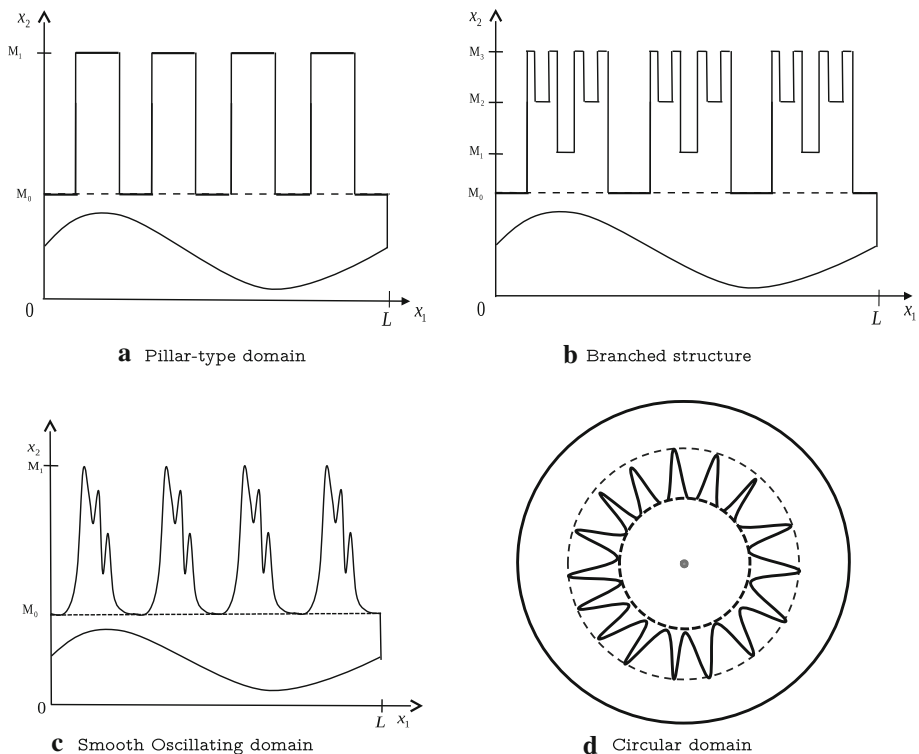 x₂
M₁
M₀
0
L
x₁
a Pillar-type domain
x₂
M₃
M₂
M₁
M₀
0
L
x₁
b Branched structure
x₂
M₁
M₀
0
L
x₁
c Smooth Oscillating domain
d Circular domain